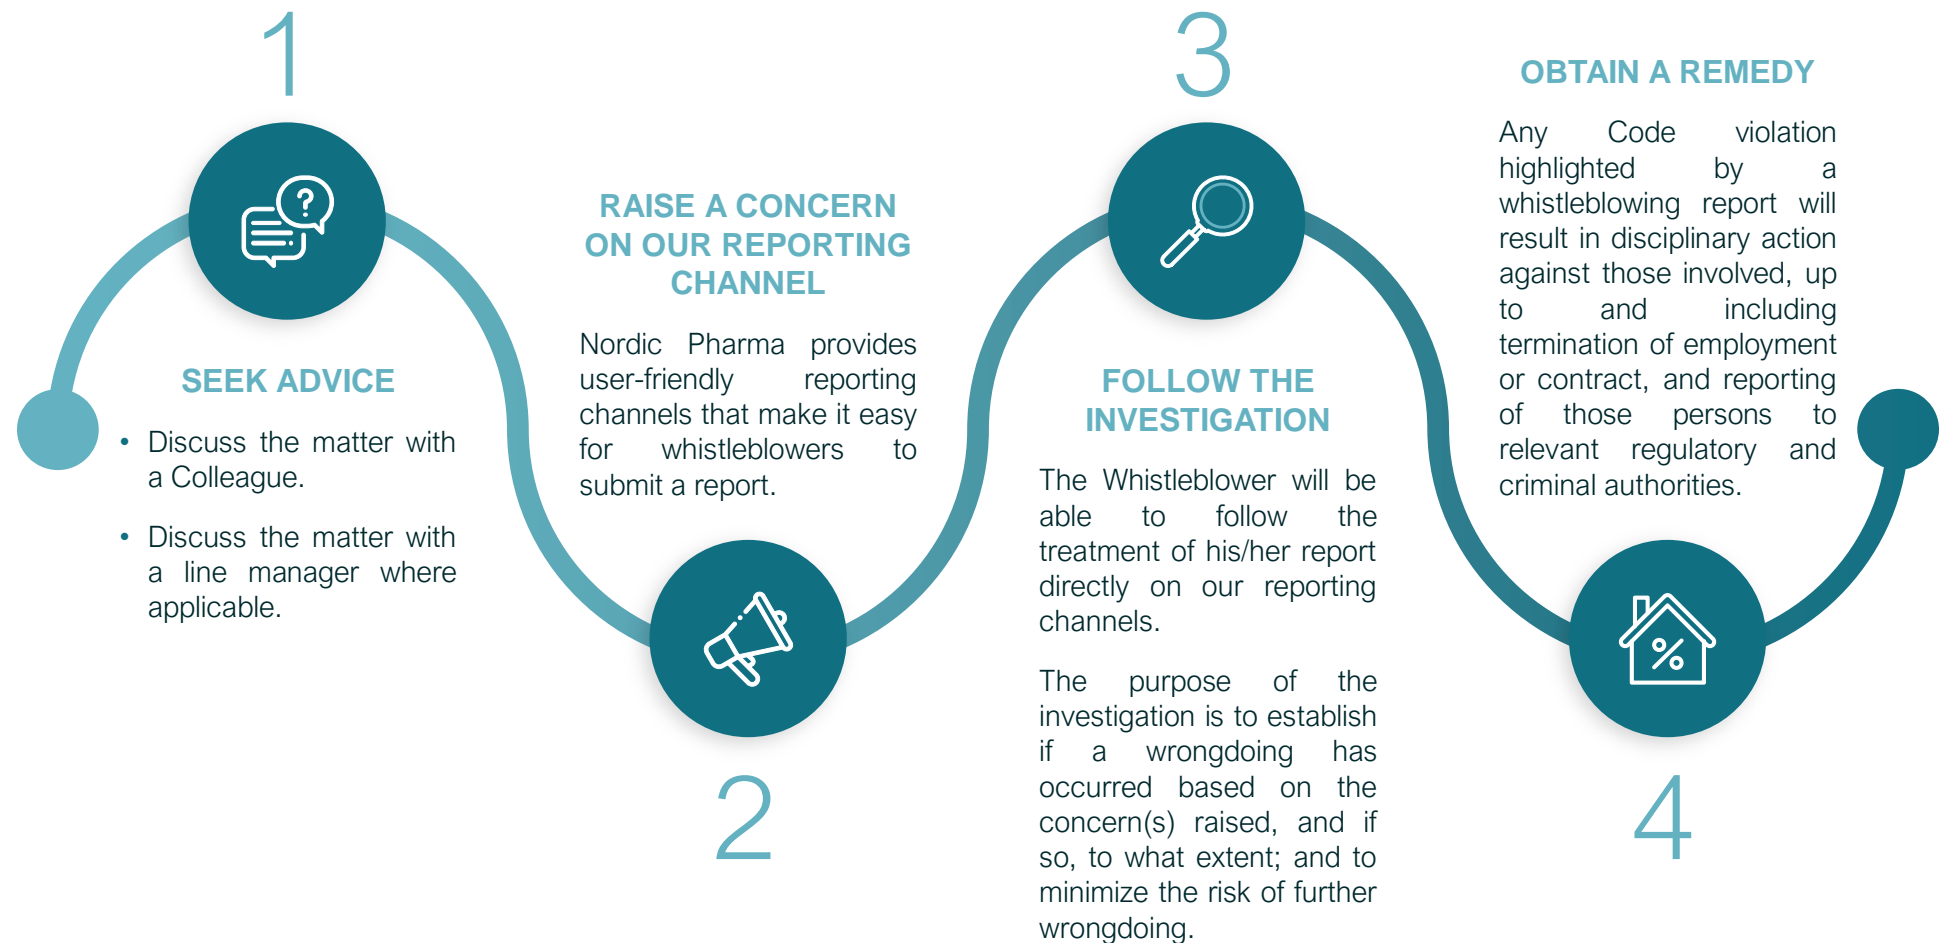 1
SEEK ADVICE
• Discuss the matter with
a Colleague.
• Discuss the matter with
a line manager where
applicable.
RAISE A CONCERN
ON OUR REPORTING
CHANNEL
Nordic Pharma provides
user-friendly reporting
channels that make it easy
for whistleblowers to
submit a report.
2
3
FOLLOW THE
INVESTIGATION
The Whistleblower will be
able to follow the
treatment of his/her report
directly on our reporting
channels.
The purpose of the
investigation is to establish
if a wrongdoing has
occurred based on the
concern(s) raised, and if
so, to what extent; and to
minimize the risk of further
wrongdoing.
OBTAIN A REMEDY
Any Code violation
highlighted by a
whistleblowing report will
result in disciplinary action
against those involved, up
to and including
termination of employment
or contract, and reporting
of those persons to
relevant regulatory and
criminal authorities.
4